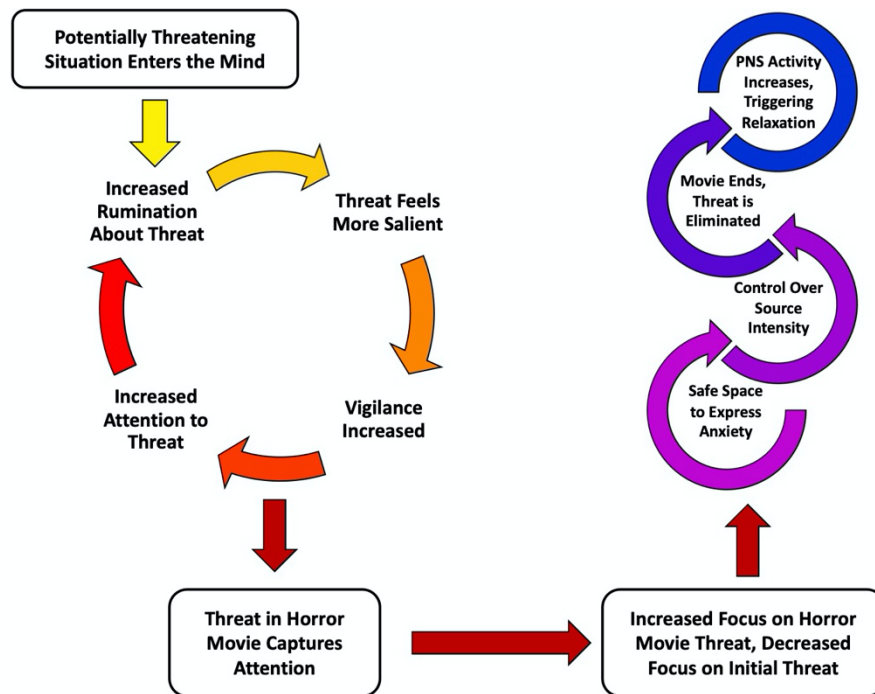 Potentially Threatening
Situation Enters the Mind
Increased
Rumination
About Threat
Threat Feels
More Salient
Vigilance
Increased
Increased
Attention to
Threat
Threat in Horror
Movie Captures
Attention
Increased Focus on Horror
Movie Threat, Decreased
Focus on Initial Threat
Safe Space
to Express
Anxiety
Control Over
Source
Intensity
Movie Ends,
Threat is
Eliminated
PNS Activity
Increases,
Triggering
Relaxation